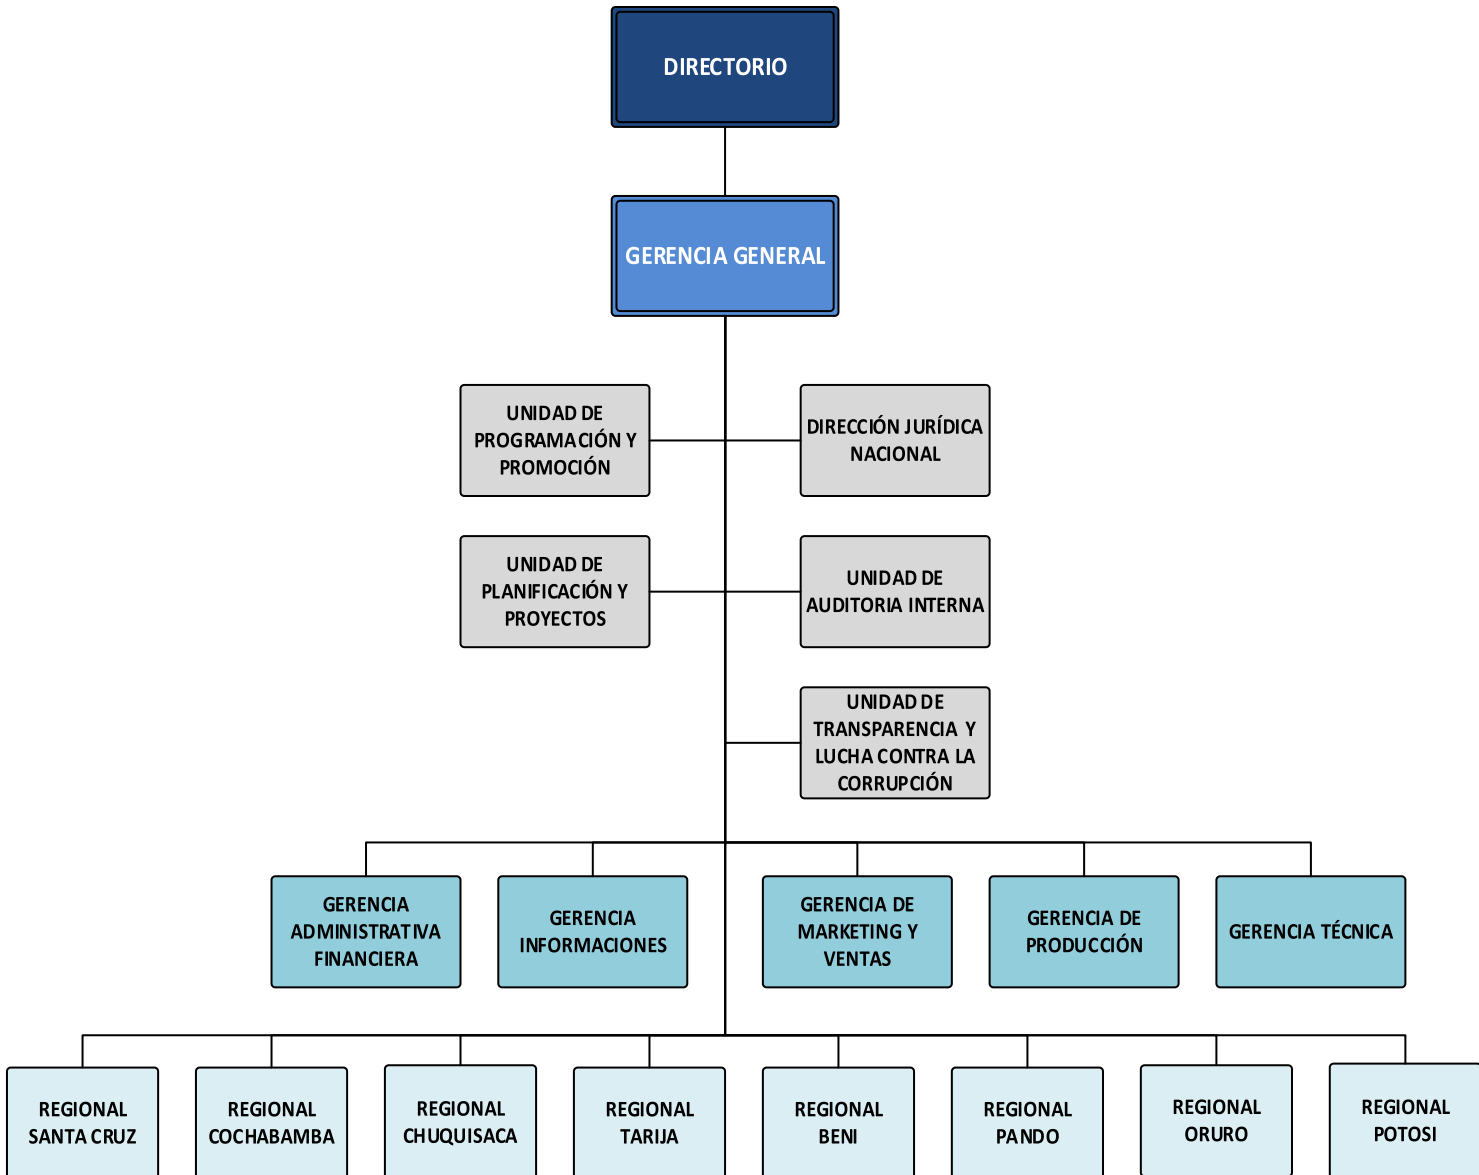 DIRECTORIO
GERENCIA GENERAL
UNIDAD DE
PROGRAMACIÓN Y
PROMOCIÓN
DIRECCIÓN JURÍDICA
NACIONAL
UNIDAD DE
PLANIFICACIÓN Y
PROYECTOS
UNIDAD DE
AUDITORIA INTERNA
UNIDAD DE
TRANSPARENCIA Y
LUCHA CONTRA LA
CORRUPCIÓN
GERENCIA
ADMINISTRATIVA
FINANCIERA
GERENCIA
INFORMACIONES
GERENCIA DE
MARKETING Y
VENTAS
GERENCIA DE
PRODUCCIÓN
GERENCIA TÉCNICA
REGIONAL
SANTA CRUZ
REGIONAL
COCHABAMBA
REGIONAL
CHUQUISACA
REGIONAL
TARIJA
REGIONAL
BENI
REGIONAL
PANDO
REGIONAL
ORURO
REGIONAL
POTOSI